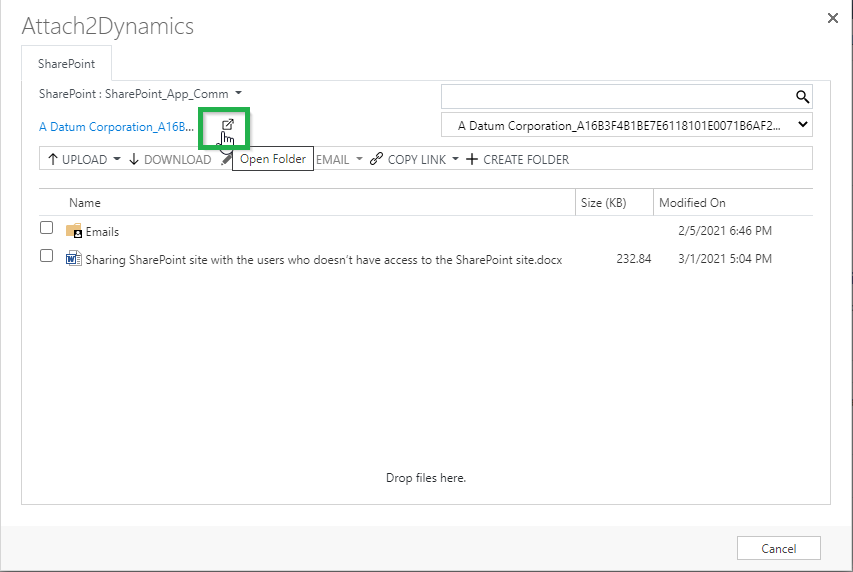 Attach2Dynamics
SharePoint
SharePoint : SharePoint_App_Comm
A Datum Corporation_A16B...
A Datum Corporation_A16B3F4B1BE7E6118101E0071B6AF2...
UPLOAD DOWNLOAD EMAIL COPY LINK CREATE FOLDER
Open Folder
Name Size (KB) Modified On
Emails 2/5/2021 6:46 PM
Sharing SharePoint site with the users who doesn't have access to the SharePoint site.docx 232.84 3/1/2021 5:04 PM
Drop files here.
Cancel